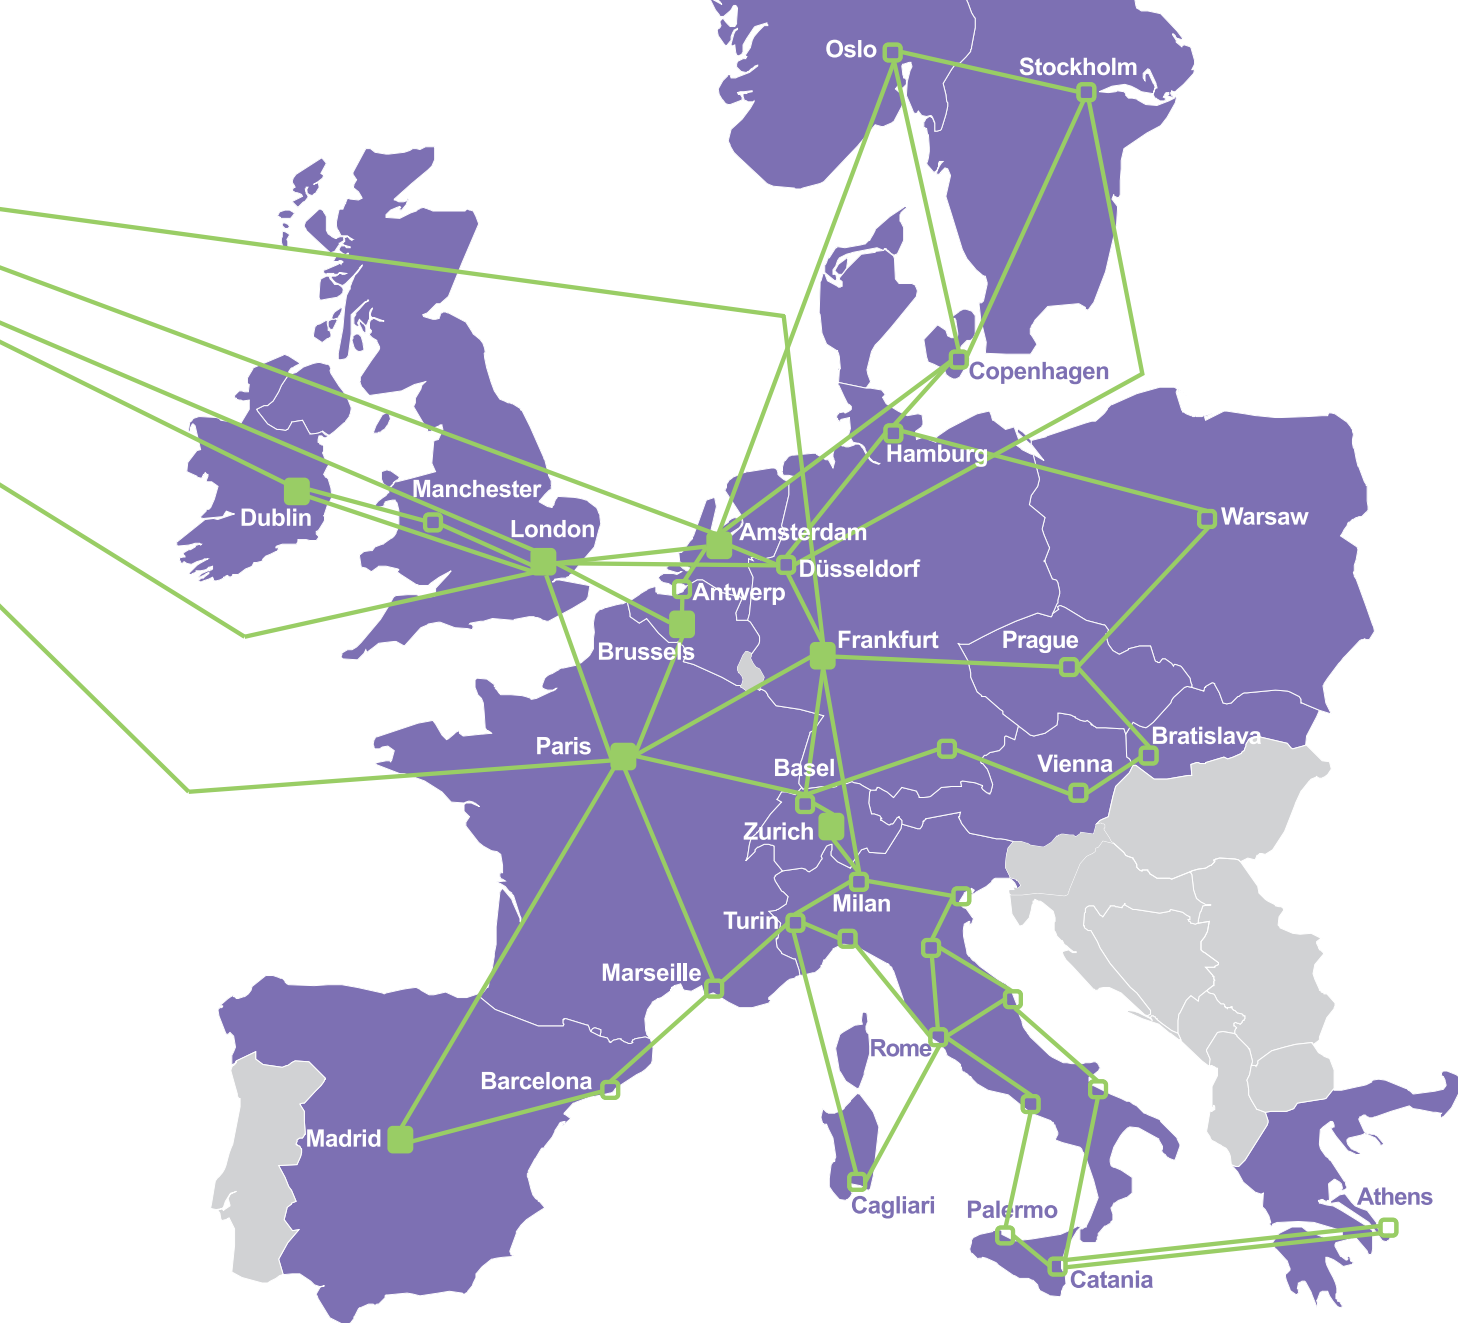 Oslo
Stockholm
Copenhagen
Hamburg
Manchester
Dublin
London
Amsterdam
Warsaw
Düsseldorf
Antwerp
Brussels
Frankfurt
Prague
Paris
Bratislava
Basel
Vienna
Zurich
Milan
Turin
Marseille
Rome
Barcelona
Madrid
Cagliari
Palermo
Athens
Catania